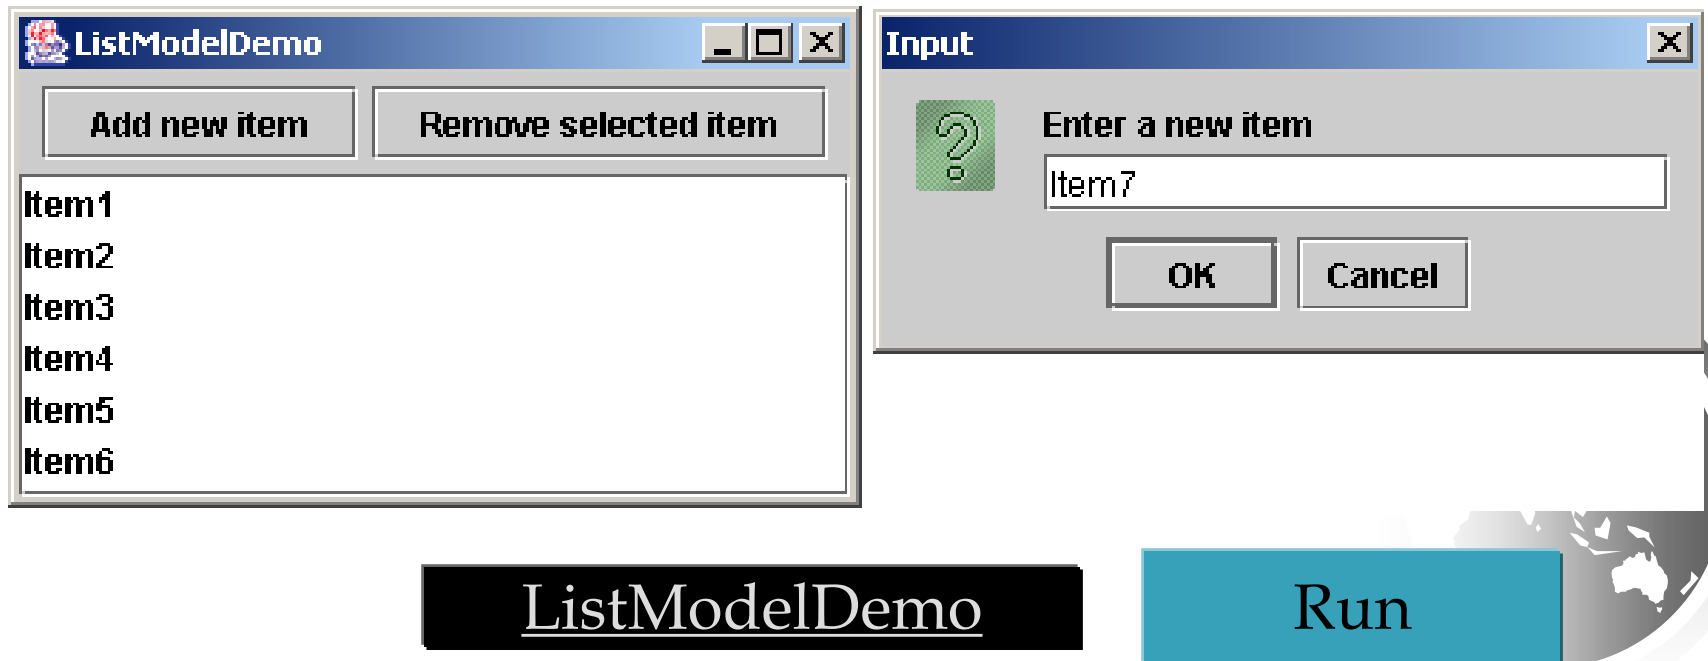 ListModelDemo
Add new item
Remove selected item
Item1
Item2
Item3
Item4
Item5
Item6
Input
Enter a new item
Item7
OK
Cancel
ListModelDemo
Run